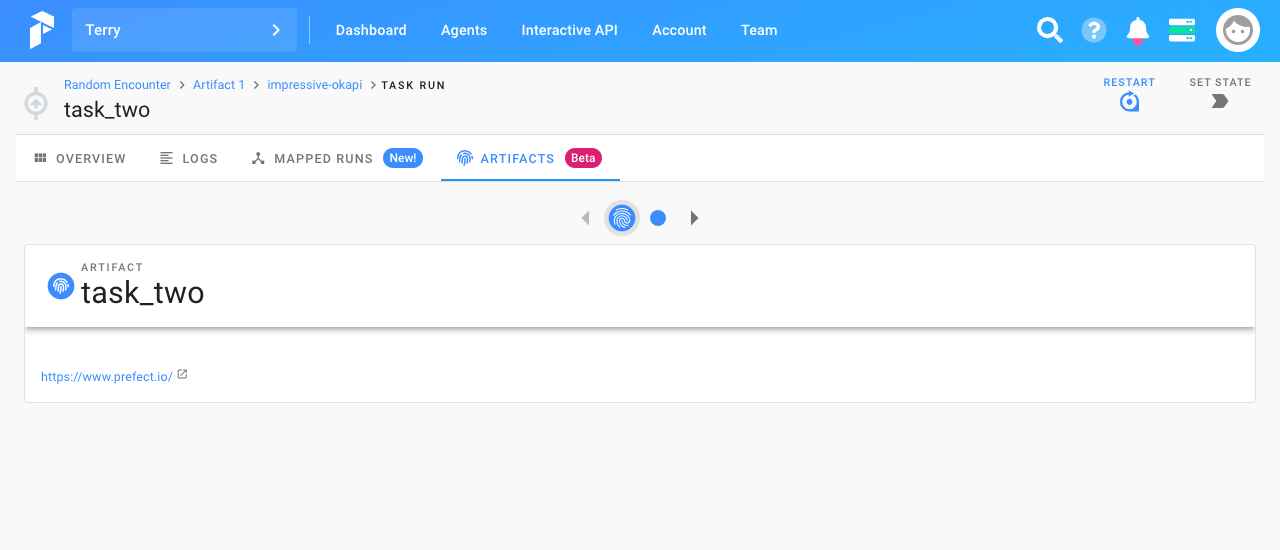 Terry
Dashboard Agents Interactive API Account Team
Random Encounter > Artifact 1 > impressive-okapi > TASK RUN
task_two
RESTART SET STATE
OVERVIEW LOGS MAPPED RUNS New! ARTIFACTS Beta
ARTIFACT
task_two
https://www.prefect.io/